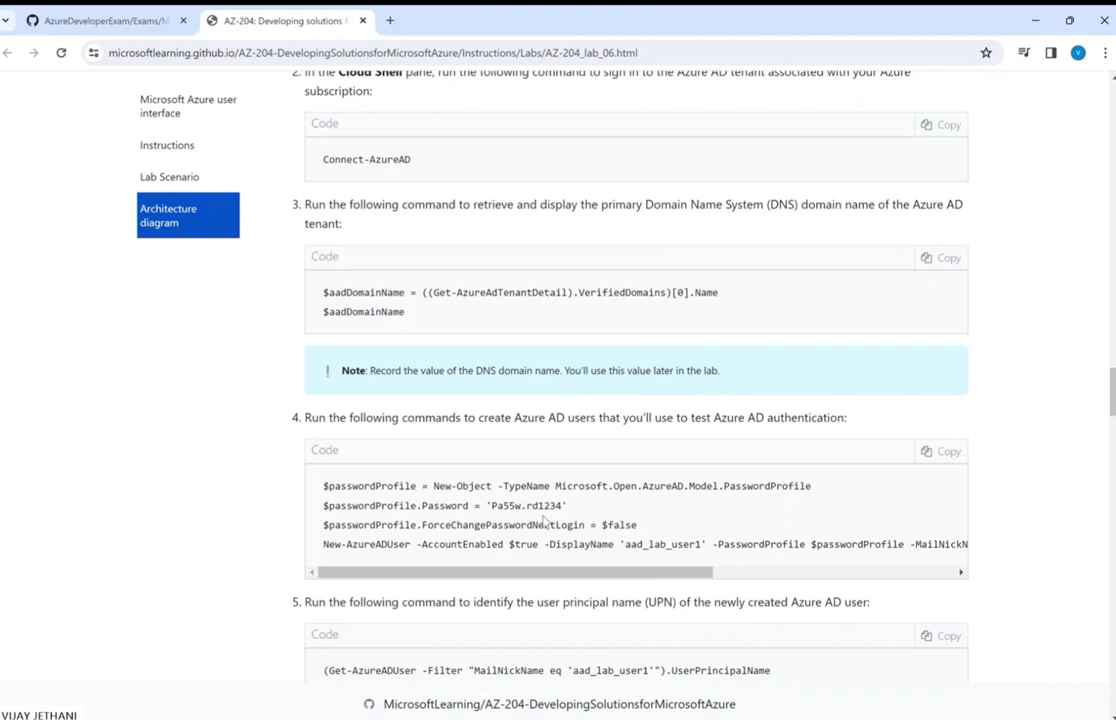 AzureDeveloperExam/Exams/M
AZ-204: Developing solutions f
microsoftlearning.github.io/AZ-204-DevelopingSolutionsforMicrosoftAzure/Instructions/Labs/AZ-204_lab_06.html
V
Microsoft Azure user
interface
Instructions
Lab Scenario
Architecture
diagram
2. In the Cloud Shell pane, run the following command to sign in to the Azure AD tenant associated with your Azure
subscription:
Code
Copy
Connect-AzureAD
3. Run the following command to retrieve and display the primary Domain Name System (DNS) domain name of the Azure AD
tenant:
Code
Copy
$aadDomainName = ((Get-AzureAdTenantDetail).VerifiedDomains)[0].Name
$aadDomainName
Note: Record the value of the DNS domain name. You'll use this value later in the lab.
4. Run the following commands to create Azure AD users that you'll use to test Azure AD authentication:
Code
Copy
$passwordProfile = New-Object -TypeName Microsoft.Open.AzureAD.Model.PasswordProfile
$passwordProfile.Password = 'Pa55w.rd1234'
$passwordProfile.ForceChangePasswordNextLogin = $false
New-AzureADUser -AccountEnabled $true -DisplayName 'aad_lab_user1' -PasswordProfile $passwordProfile -MailNickN
5. Run the following command to identify the user principal name (UPN) of the newly created Azure AD user:
Code
Copy
(Get-AzureADUser -Filter "MailNickName eq 'aad_lab_user1'").UserPrincipalName
MicrosoftLearning/AZ-204-DevelopingSolutionsforMicrosoftAzure
VIJAY JETHANI